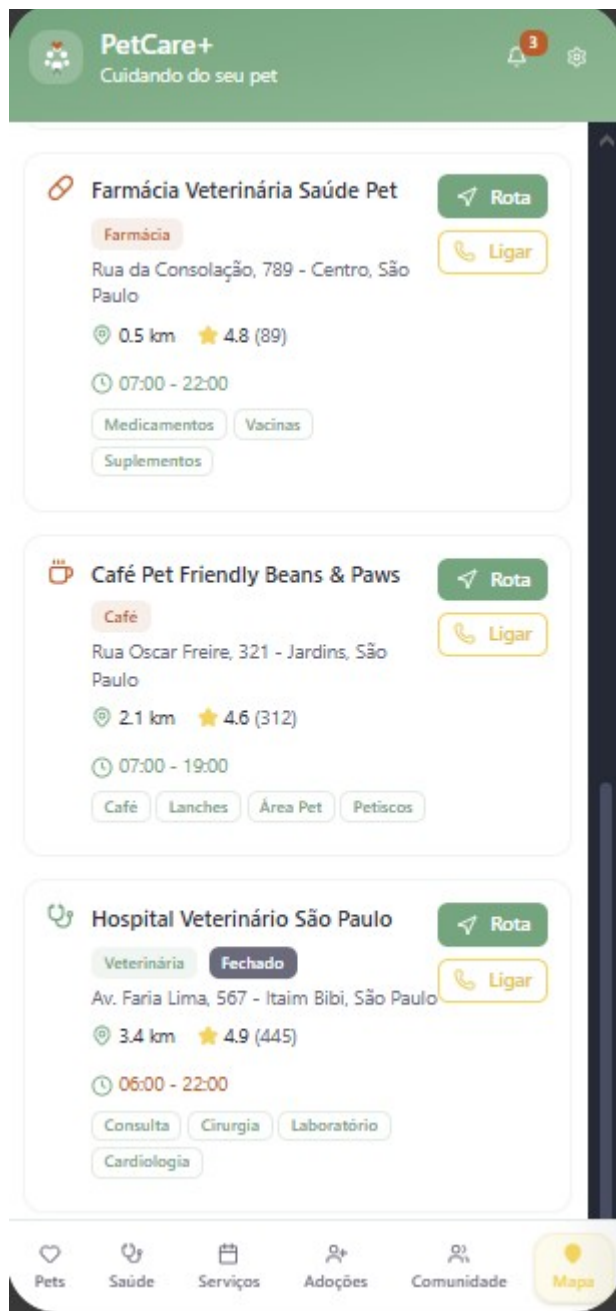 PetCare+
Cuidando do seu pet
3
Farmácia Veterinária Saúde Pet
Rota
Farmácia
Ligar
Rua da Consolação, 789 - Centro, São
Paulo
0.5 km 4.8 (89)
07:00 - 22:00
Medicamentos Vacinas
Suplementos
Café Pet Friendly Beans & Paws
Rota
Café
Ligar
Rua Oscar Freire, 321 - Jardins, São
Paulo
2.1 km 4.6 (312)
07:00 - 19:00
Café Lanches Área Pet Petiscos
Hospital Veterinário São Paulo
Rota
Veterinária Fechado
Ligar
Av. Faria Lima, 567 - Itaim Bibi, São Paulo
3.4 km 4.9 (445)
06:00 - 22:00
Consulta Cirurgia Laboratório
Cardiologia
Pets Saúde Serviços Adoções Comunidade Mapa